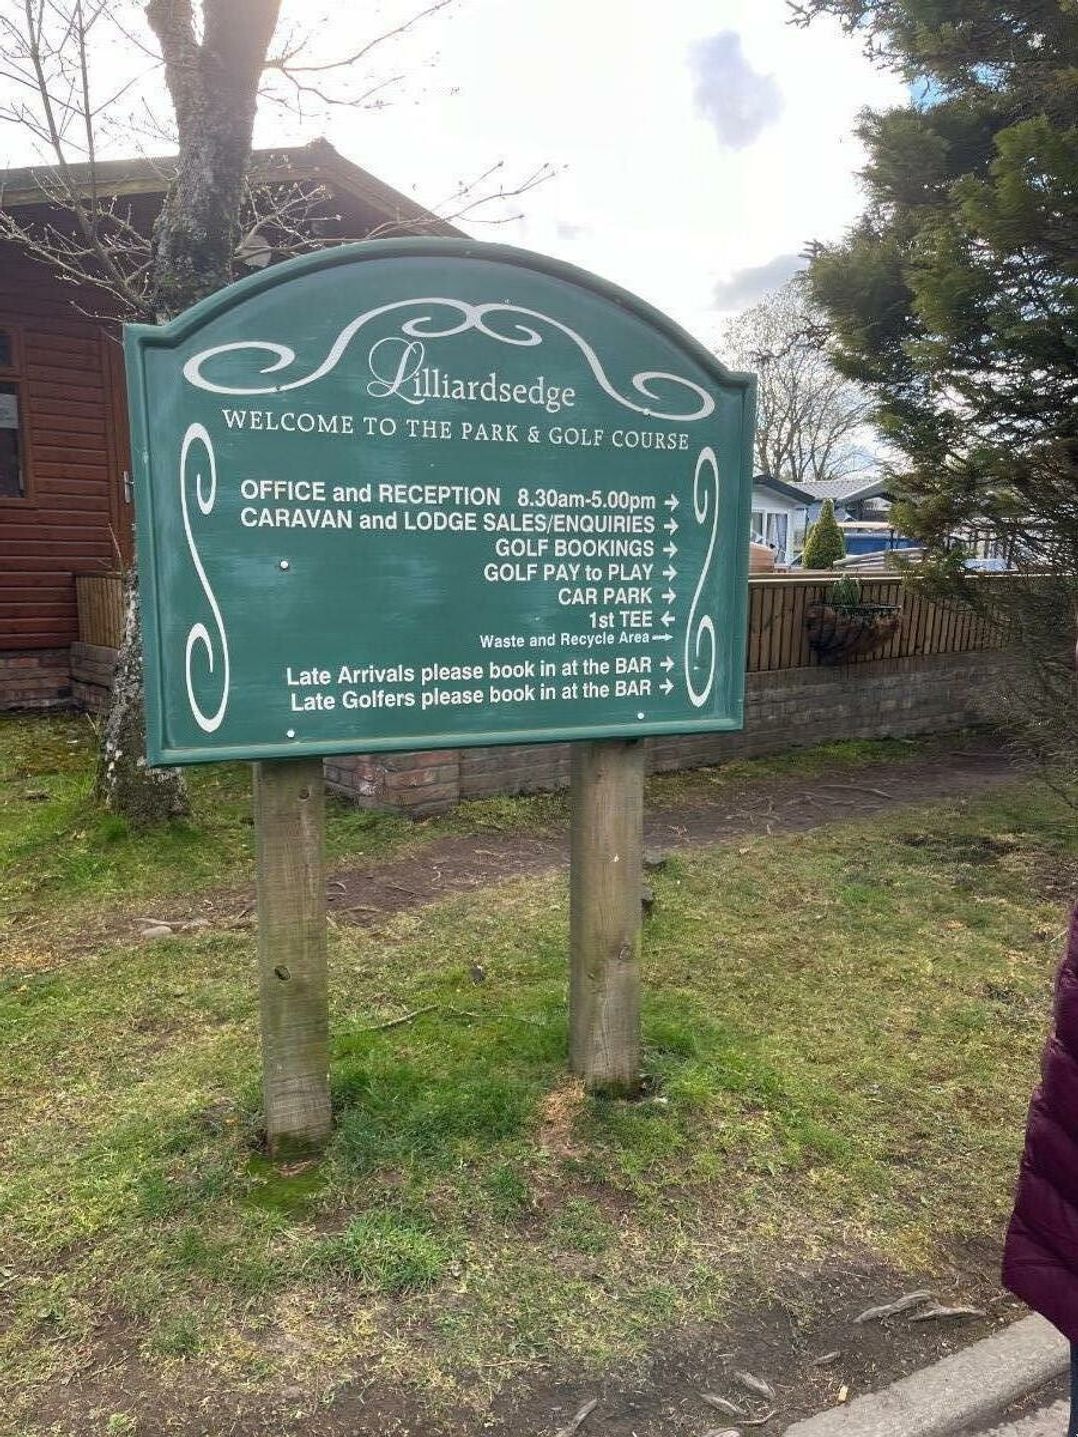 Lilliardsedge
WELCOME TO THE PARK & GOLF COURSE
OFFICE and RECEPTION 8.30am-5.00pm →
CARAVAN and LODGE SALES/ENQUIRIES →
GOLF BOOKINGS →
GOLF PAY to PLAY →
CAR PARK →
1st TEE ←
Waste and Recycle Area →
Late Arrivals please book in at the BAR →
Late Golfers please book in at the BAR →